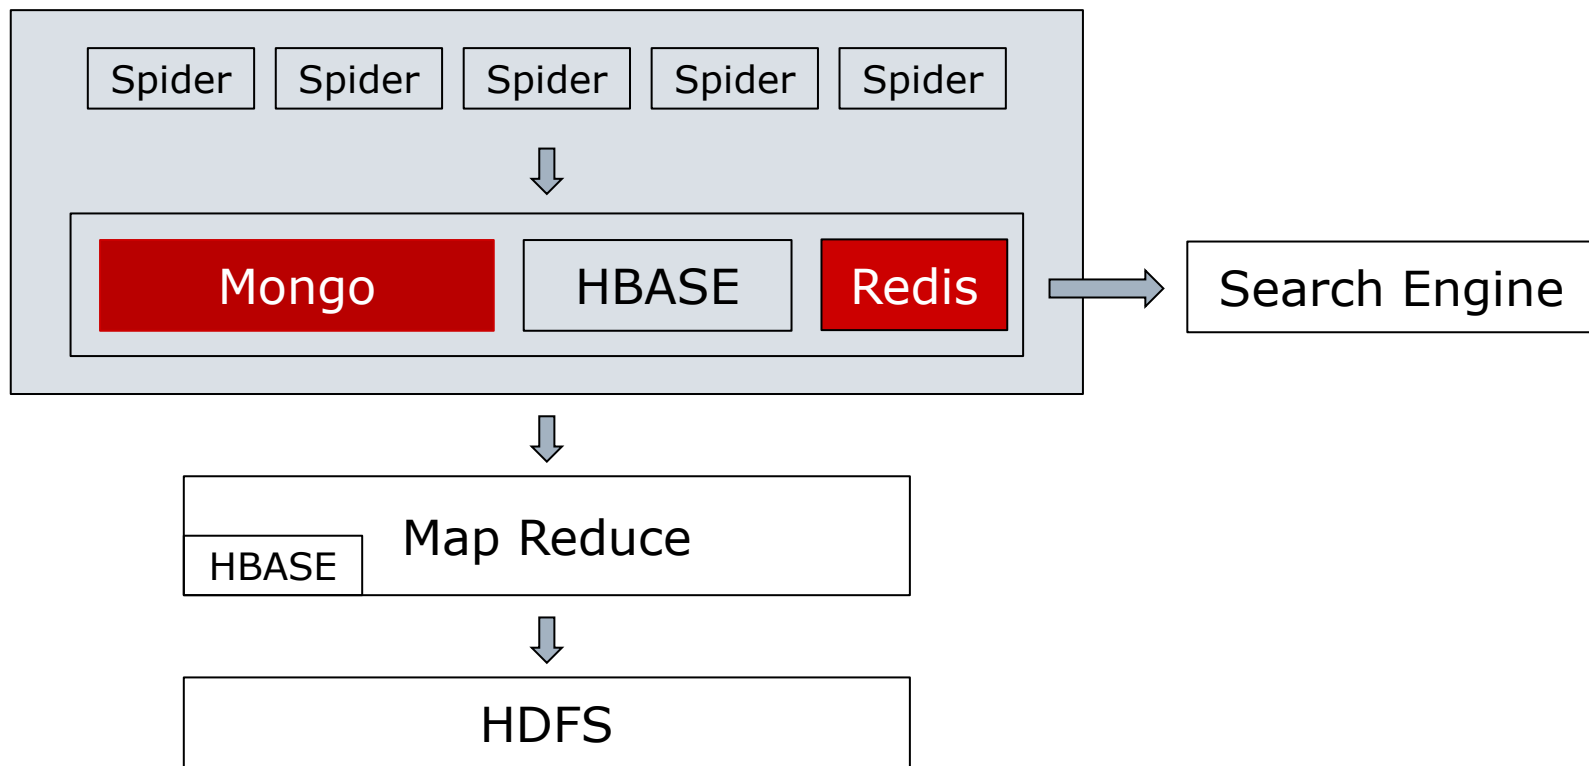 Spider Spider Spider Spider Spider
Mongo HBASE Redis
Search Engine
Map Reduce
HBASE
HDFS